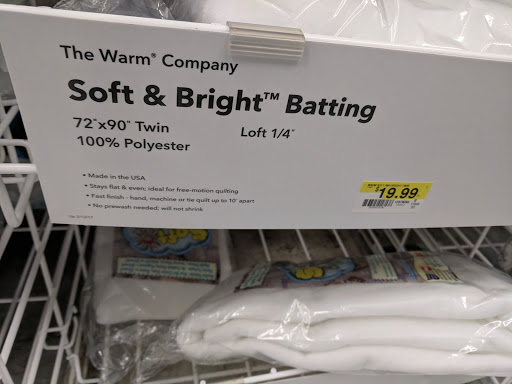 The Warm® Company
Soft & Bright™ Batting
72"x90" Twin
Loft 1/4"
100% Polyester
• Made in the USA
• Stays flat & even; ideal for free-motion quilting
• Fast finish - hand, machine or tie quilt up to 10" apart
• No prewash needed; will not shrink
$19.99